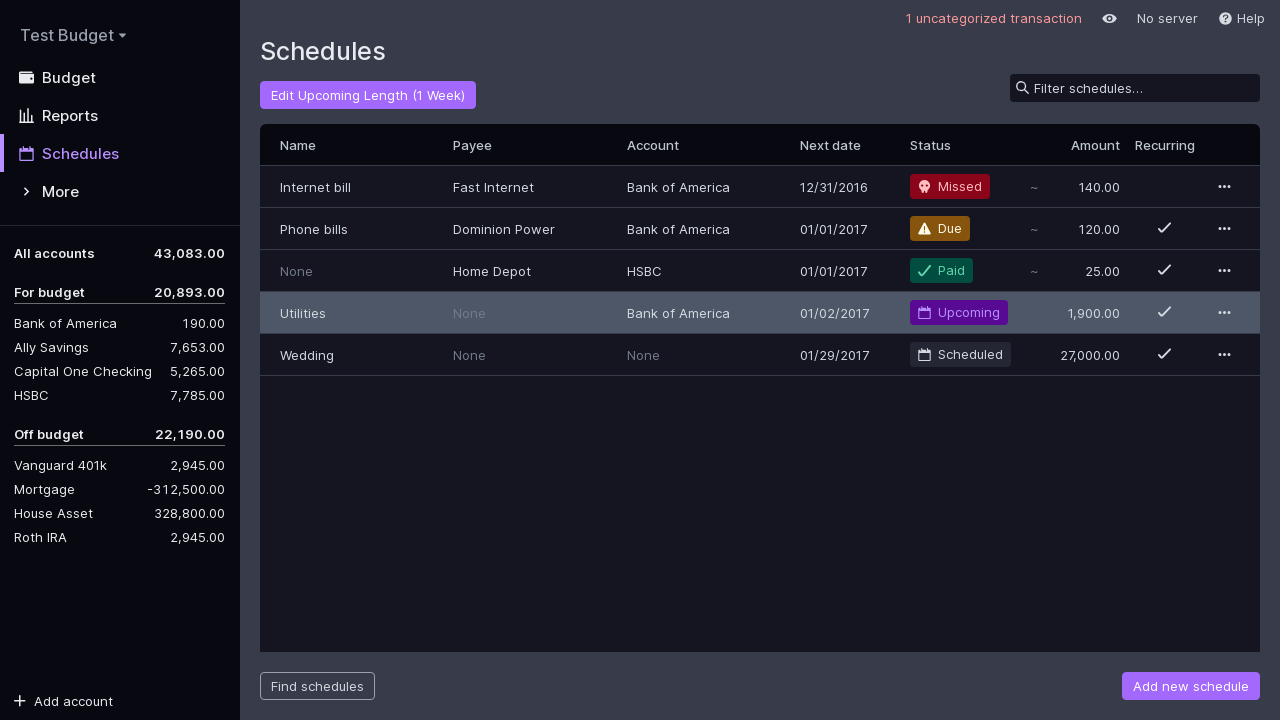 Test Budget
Budget
Reports
Schedules
More
All accounts 43,083.00
For budget 20,893.00
Bank of America 190.00
Ally Savings 7,653.00
Capital One Checking 5,265.00
HSBC 7,785.00
Off budget 22,190.00
Vanguard 401k 2,945.00
Mortgage -312,500.00
House Asset 328,800.00
Roth IRA 2,945.00
Add account
1 uncategorized transaction No server Help
Schedules
Edit Upcoming Length (1 Week) Filter schedules…
Name Payee Account Next date Status Amount Recurring
Internet bill Fast Internet Bank of America 12/31/2016 Missed ~ 140.00
Phone bills Dominion Power Bank of America 01/01/2017 Due ~ 120.00
None Home Depot HSBC 01/01/2017 Paid ~ 25.00
Utilities None Bank of America 01/02/2017 Upcoming 1,900.00
Wedding None None 01/29/2017 Scheduled 27,000.00
Find schedules Add new schedule